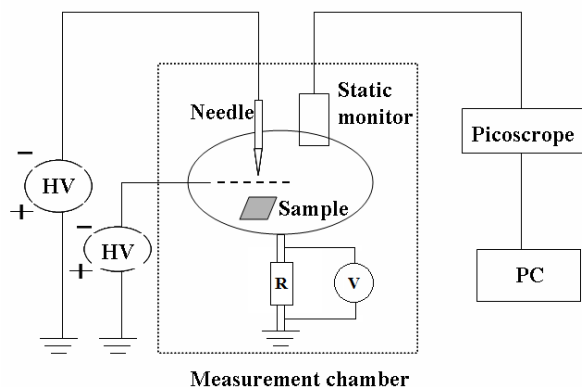 Needle
Static
monitor
Picoscrope
−
HV
+
−
HV
+
Sample
R
V
PC
Measurement chamber